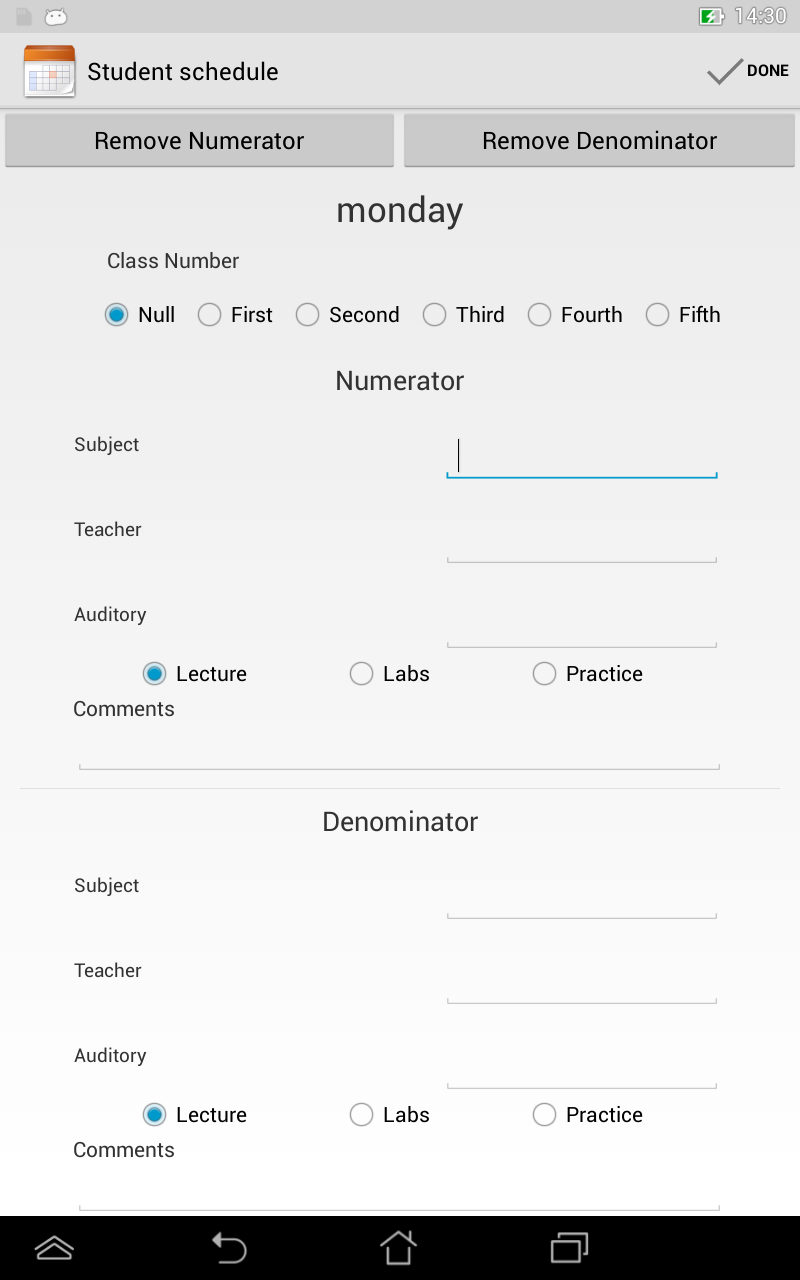 14:30
Student schedule DONE
Remove Numerator Remove Denominator
monday
Class Number
Null First Second Third Fourth Fifth
Numerator
Subject
Teacher
Auditory
Lecture Labs Practice
Comments
Denominator
Subject
Teacher
Auditory
Lecture Labs Practice
Comments